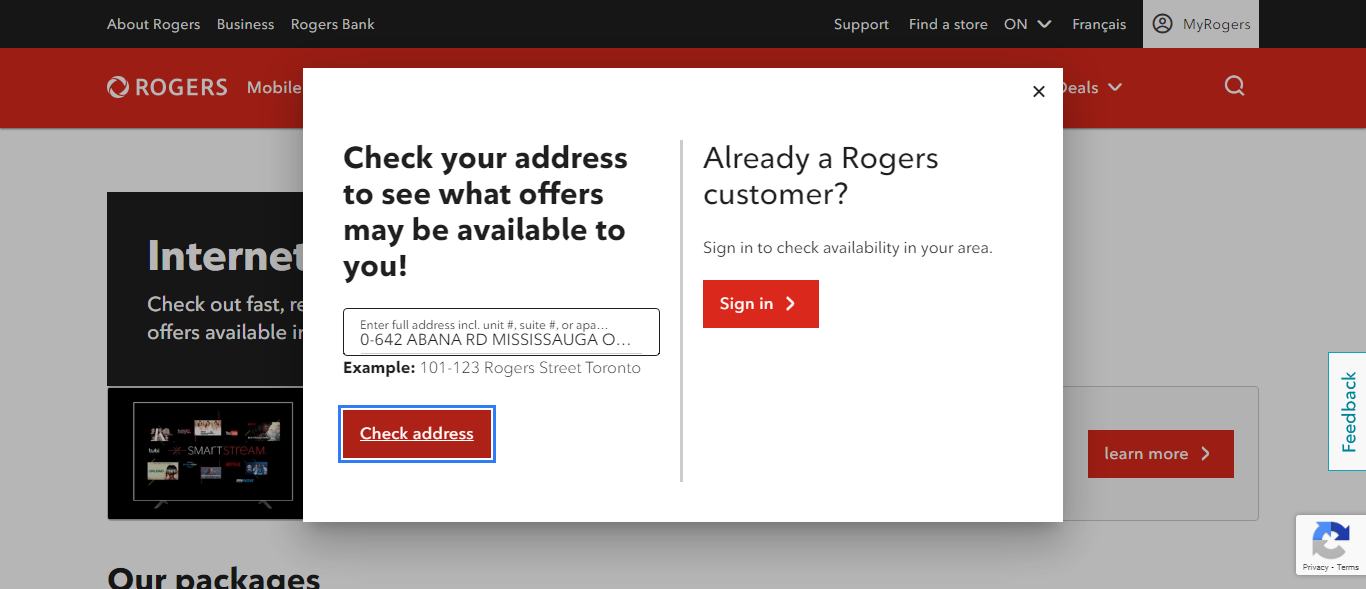 About Rogers Business Rogers Bank Support Find a store ON Français MyRogers
ROGERS Mobile Deals
Check your address
to see what offers
may be available to
you!
Enter full address incl. unit #, suite #, or apa...
0-642 ABANA RD MISSISSAUGA O...
Example: 101-123 Rogers Street Toronto
Check address
Already a Rogers
customer?
Sign in to check availability in your area.
Sign in
Internet
Check out fast, re
offers available in
tubi SMARTSTREAM
learn more
Feedback
Privacy - Terms
Our packages